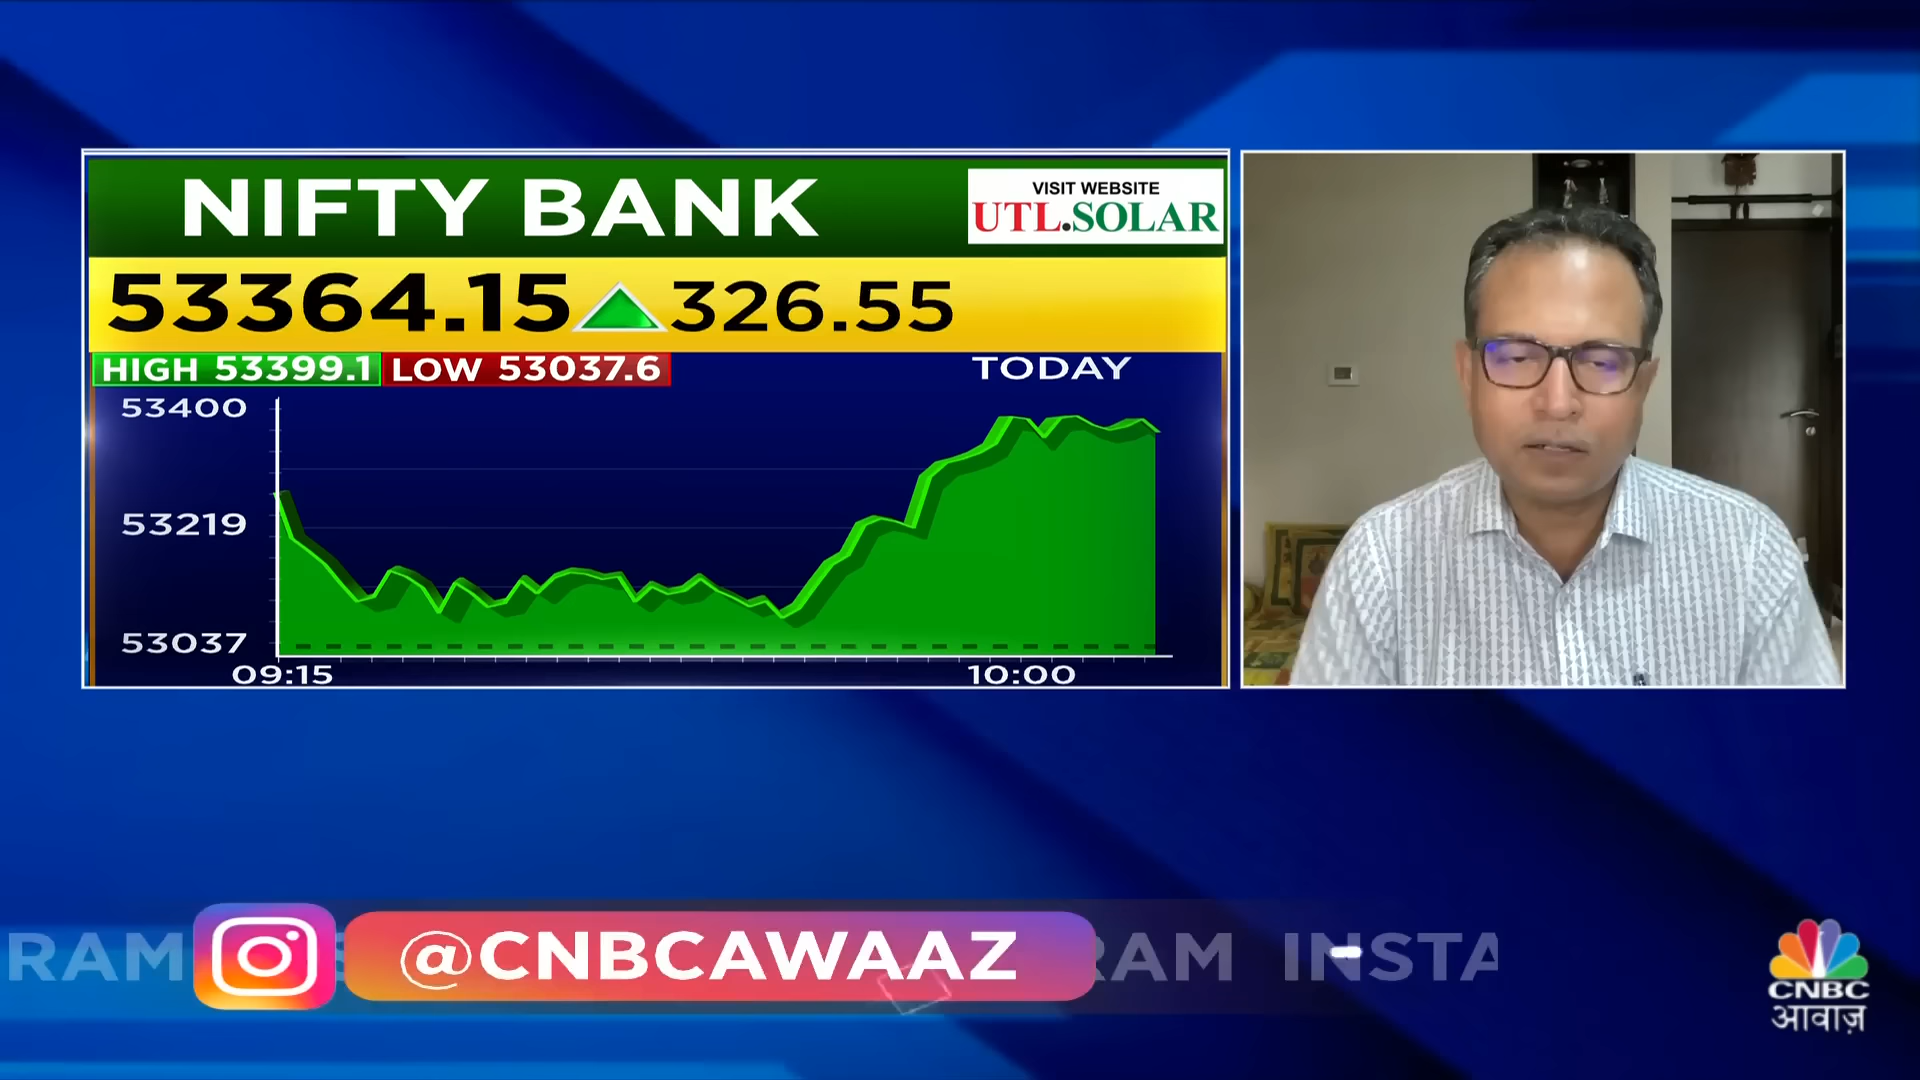 NIFTY BANK
VISIT WEBSITE
UTL.SOLAR
53364.15 326.55
HIGH 53399.1 LOW 53037.6 TODAY
53400
53219
53037
09:15 10:00
RAM @CNBCAWAAZ RAM INSTA
CNBC
आवाज़